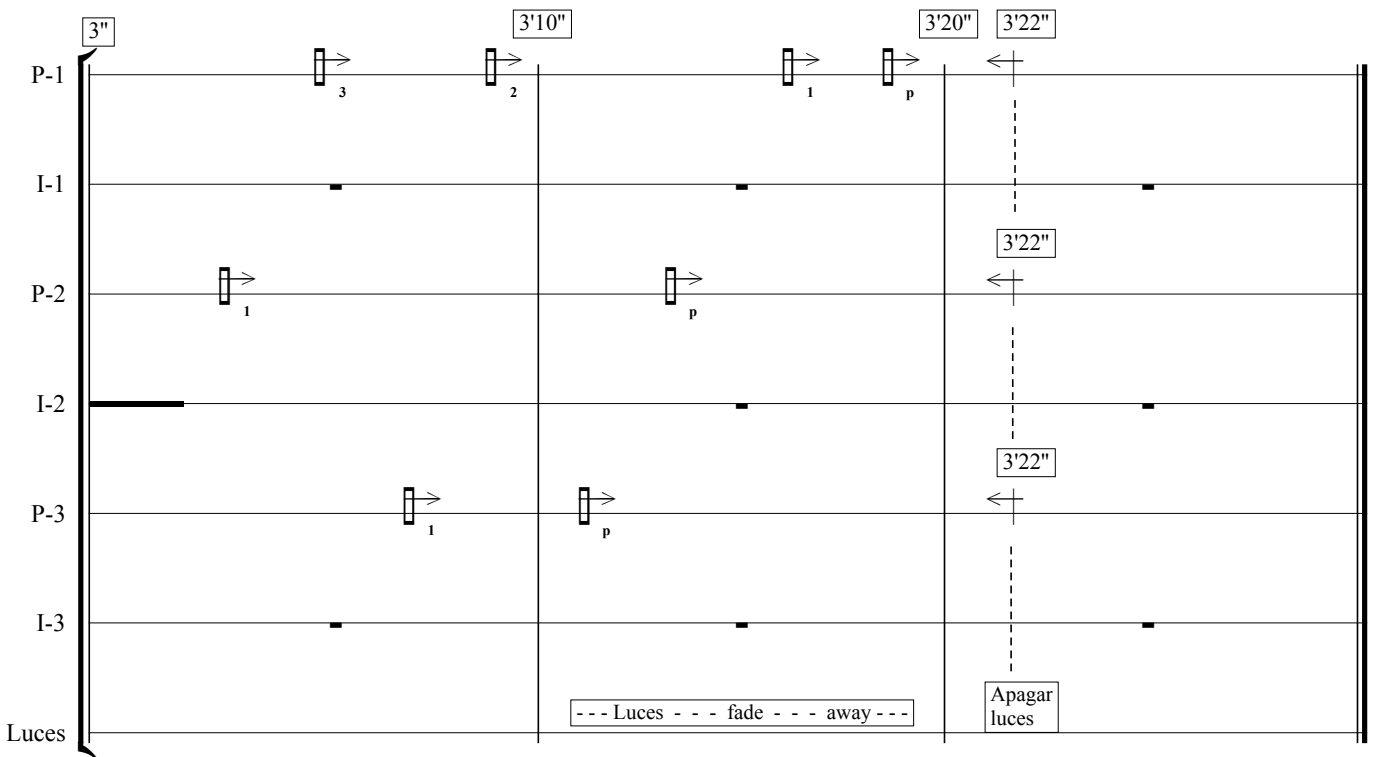 3" 3'10" 3'20" 3'22"
P-1
3 2 1 p
I-1
3'22"
P-2
1 p
I-2
3'22"
P-3
1 p
I-3
Apagar
luces
- - - Luces - - - fade - - - away - - -
Luces